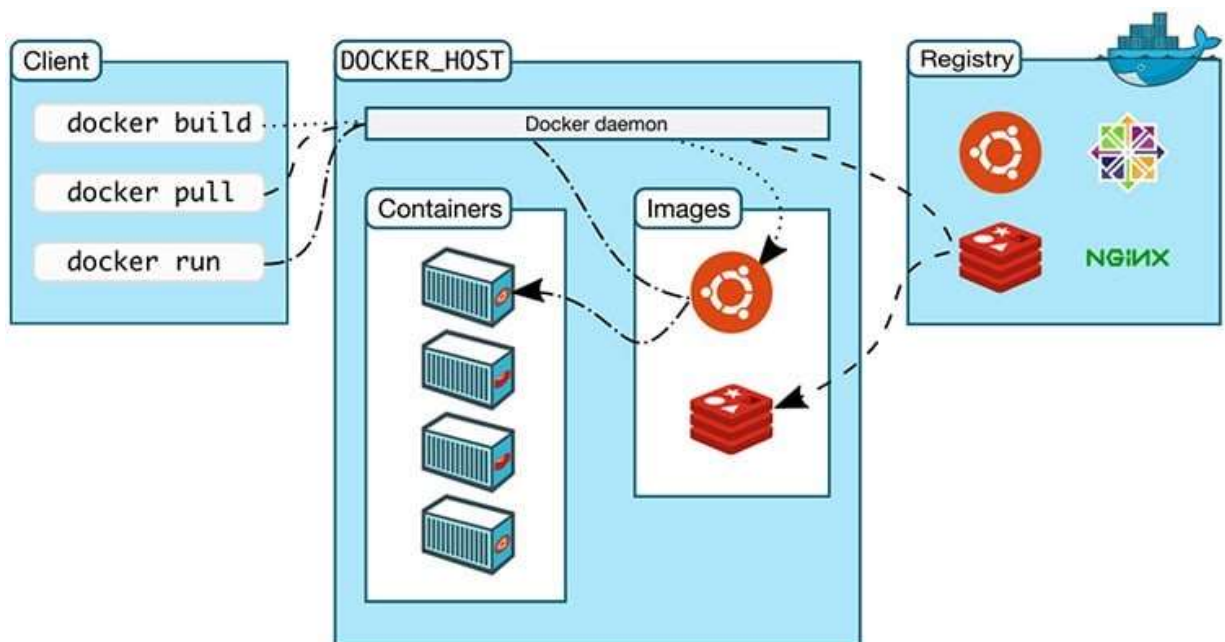 Client
docker build
docker pull
docker run
DOCKER_HOST
Docker daemon
Containers
Images
Registry
NGINX